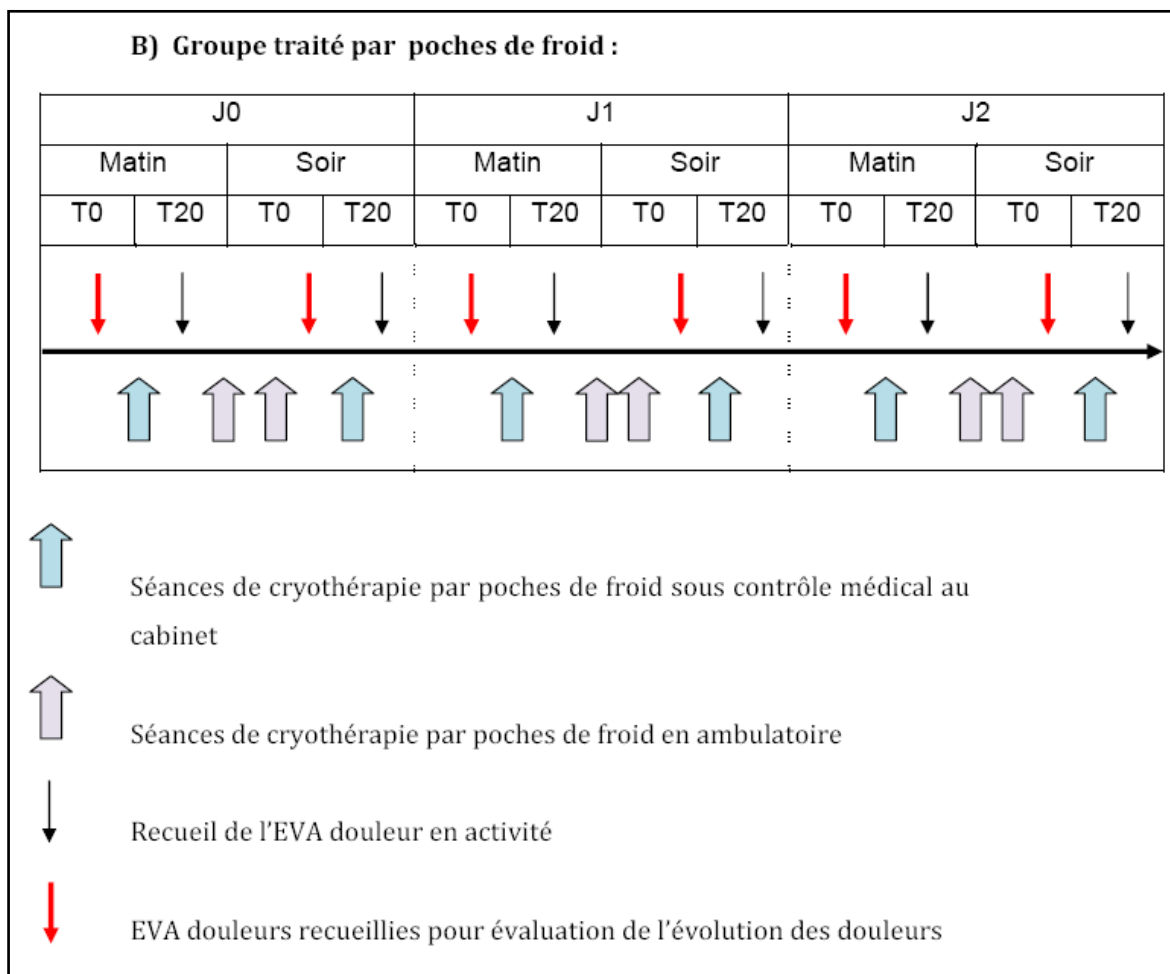 B) Groupe traité par poches de froid :
J0 J1 J2
Matin Soir Matin Soir Matin Soir
T0 T20 T0 T20 T0 T20 T0 T20 T0 T20 T0 T20
Séances de cryothérapie par poches de froid sous contrôle médical au
cabinet
Séances de cryothérapie par poches de froid en ambulatoire
Recueil de l'EVA douleur en activité
EVA douleurs recueillies pour évaluation de l'évolution des douleurs